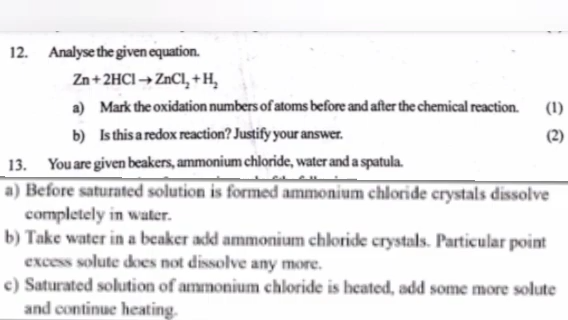 12. Analyse the given equation.
Zn + 2HCl → ZnCl₂ + H₂
a) Mark the oxidation numbers of atoms before and after the chemical reaction. (1)
b) Is this a redox reaction? Justify your answer. (2)
13. You are given beakers, ammonium chloride, water and a spatula.
a) Before saturated solution is formed ammonium chloride crystals dissolve
completely in water.
b) Take water in a beaker add ammonium chloride crystals. Particular point
excess solute does not dissolve any more.
c) Saturated solution of ammonium chloride is heated, add some more solute
and continue heating.